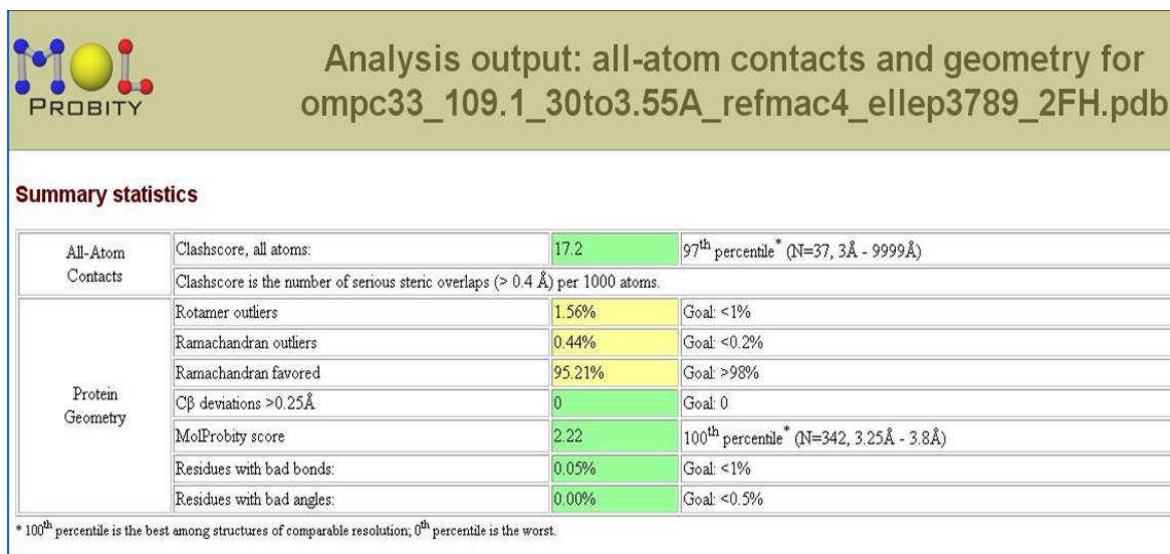 MOL
PROBITY
Analysis output: all-atom contacts and geometry for
ompc33_109.1_30to3.55A_refmac4_ellep3789_2FH.pdb
Summary statistics
All-Atom
Contacts
Clashscore, all atoms: 17.2 97th percentile* (N=37, 3Å - 9999Å)
Clashscore is the number of serious steric overlaps (> 0.4 Å) per 1000 atoms.
Protein
Geometry
Rotamer outliers 1.56% Goal: <1%
Ramachandran outliers 0.44% Goal: <0.2%
Ramachandran favored 95.21% Goal: >98%
Cβ deviations >0.25Å 0 Goal: 0
MolProbity score 2.22 100th percentile* (N=342, 3.25Å - 3.8Å)
Residues with bad bonds: 0.05% Goal: <1%
Residues with bad angles: 0.00% Goal: <0.5%
* 100th percentile is the best among structures of comparable resolution; 0th percentile is the worst.